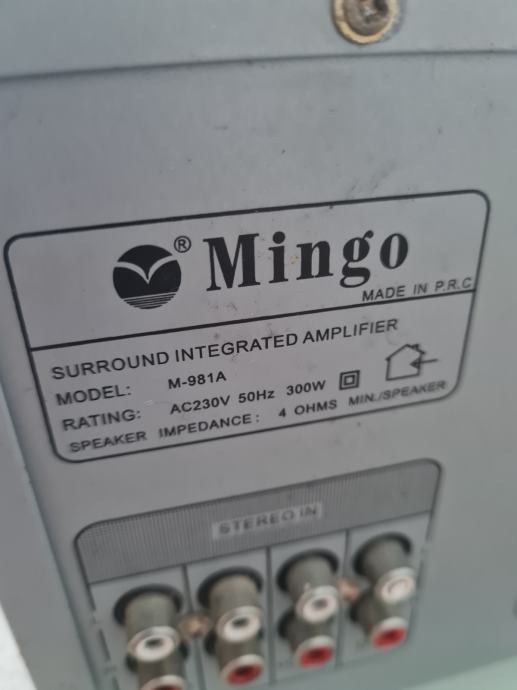 ® Mingo
MADE IN P.R.C
SURROUND INTEGRATED AMPLIFIER
MODEL: M-981A
RATING: AC230V 50Hz 300W
SPEAKER IMPEDANCE: 4 OHMS MIN./SPEAKER
STEREO IN